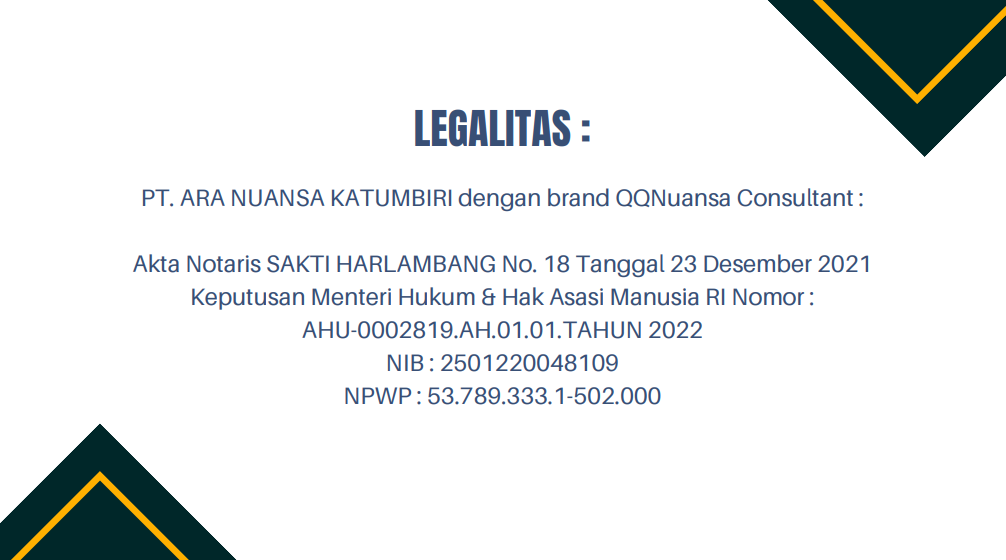 LEGALITAS :
PT. ARA NUANSA KATUMBIRI dengan brand QQNuansa Consultant :
Akta Notaris SAKTI HARLAMBANG No. 18 Tanggal 23 Desember 2021
Keputusan Menteri Hukum & Hak Asasi Manusia RI Nomor :
AHU-0002819.AH.01.01.TAHUN 2022
NIB : 2501220048109
NPWP : 53.789.333.1-502.000